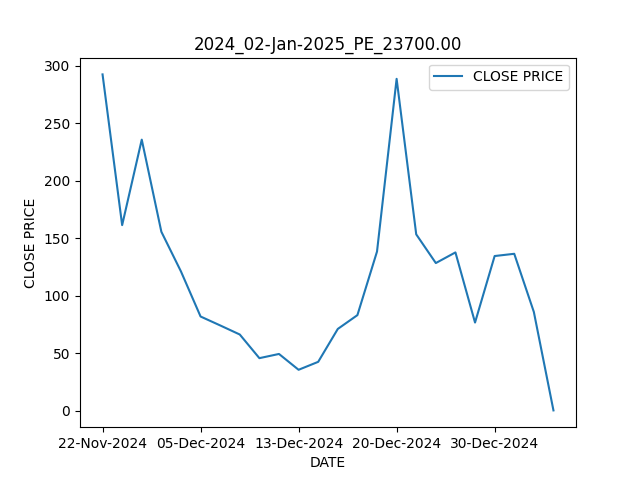 2024_02-Jan-2025_PE_23700.00
CLOSE PRICE
300
250
200
150
100
50
0
CLOSE PRICE
22-Nov-2024 05-Dec-2024 13-Dec-2024 20-Dec-2024 30-Dec-2024
DATE